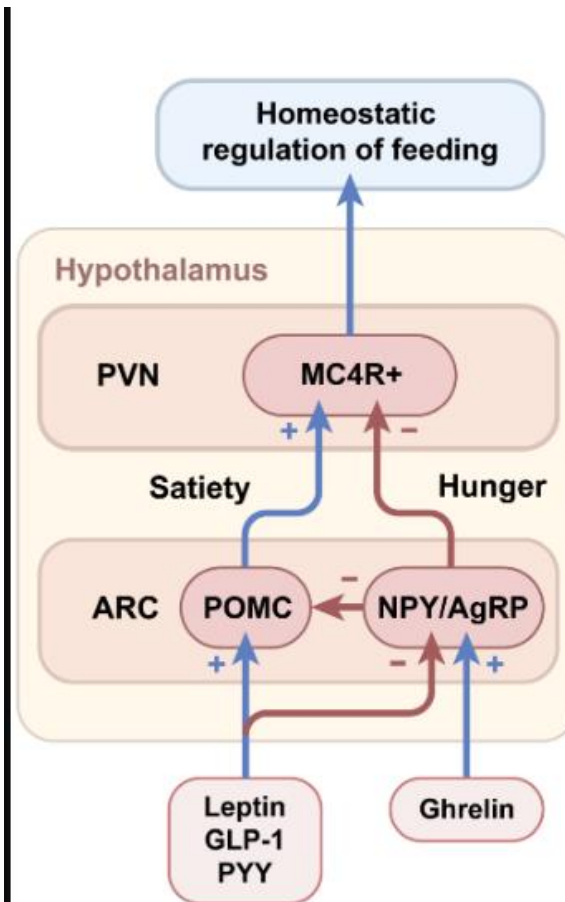 Homeostatic
regulation of feeding
Hypothalamus
PVN
MC4R+
+
−
Satiety
Hunger
ARC
POMC
−
NPY/AgRP
+
−
+
Leptin
GLP-1
PYY
Ghrelin